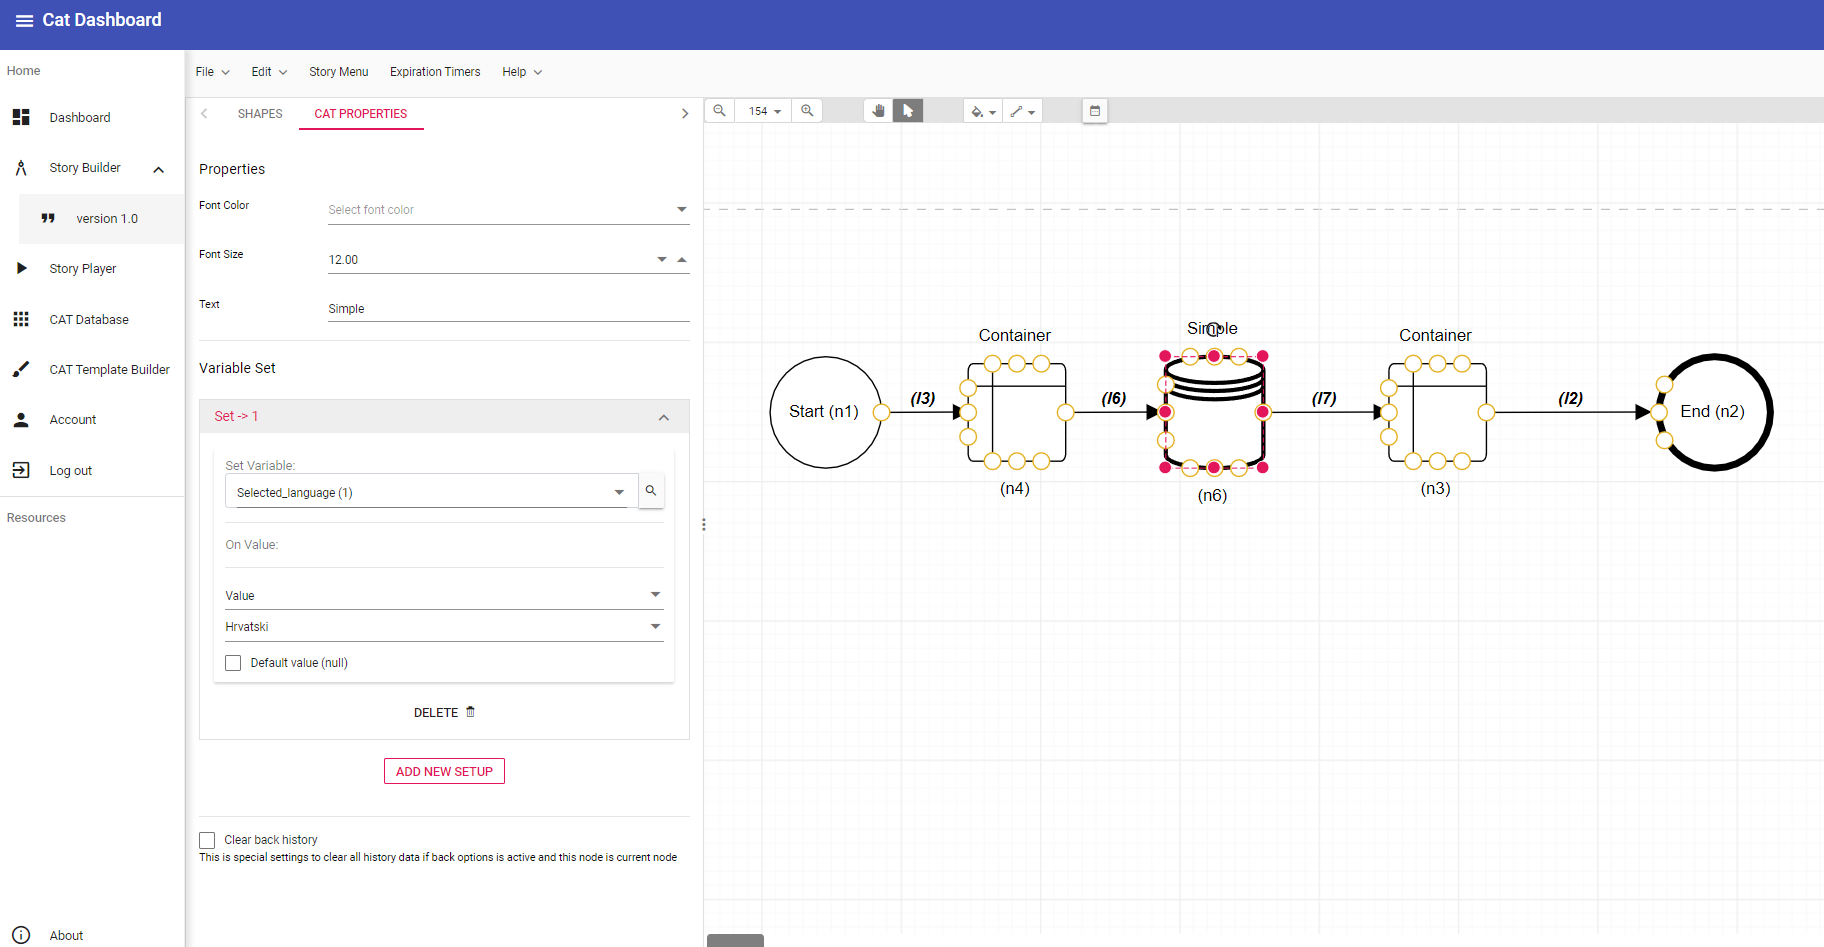 Cat Dashboard
Home
Dashboard
Story Builder
version 1.0
Story Player
CAT Database
CAT Template Builder
Account
Log out
Resources
About
File Edit Story Menu Expiration Timers Help
SHAPES CAT PROPERTIES
Properties
Font Color Select font color
Font Size 12.00
Text Simple
Variable Set
Set -> 1
Set Variable:
Selected_language (1)
On Value:
Value
Hrvatski
Default value (null)
DELETE
ADD NEW SETUP
Clear back history
This is special settings to clear all history data if back options is active and this node is current node
154
Container Simple Container
Start (n1) (l3) (l6) (l7) (l2) End (n2)
(n4) (n6) (n3)